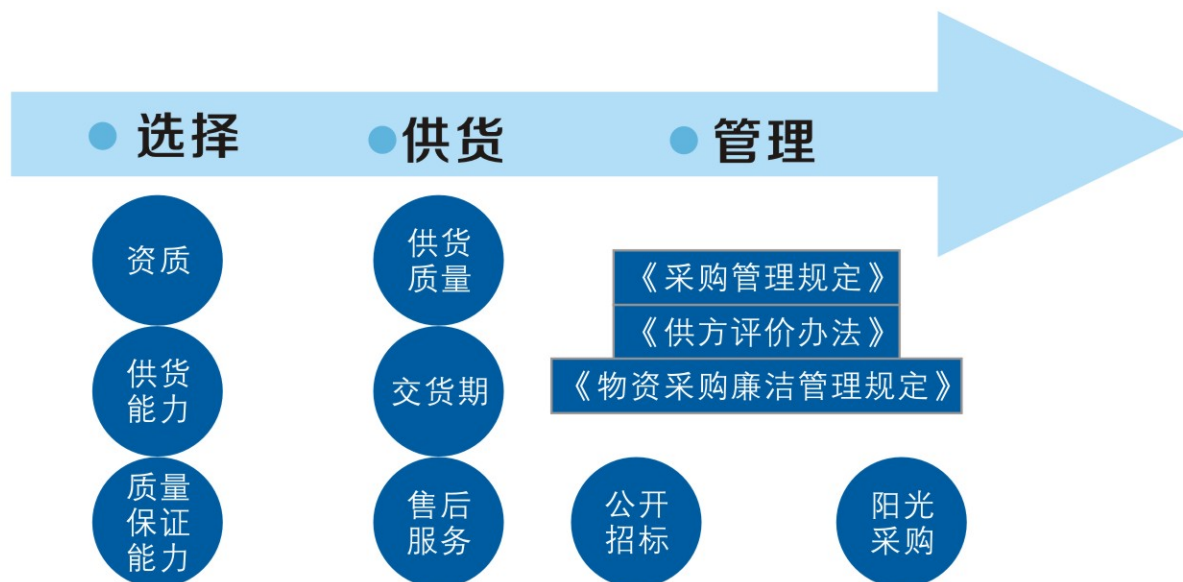 选择
供货
管理
资质
供货
能力
质量
保证
能力
供货
质量
交货期
售后
服务
《采购管理规定》
《供方评价办法》
《物资采购廉洁管理规定》
公开
招标
阳光
采购